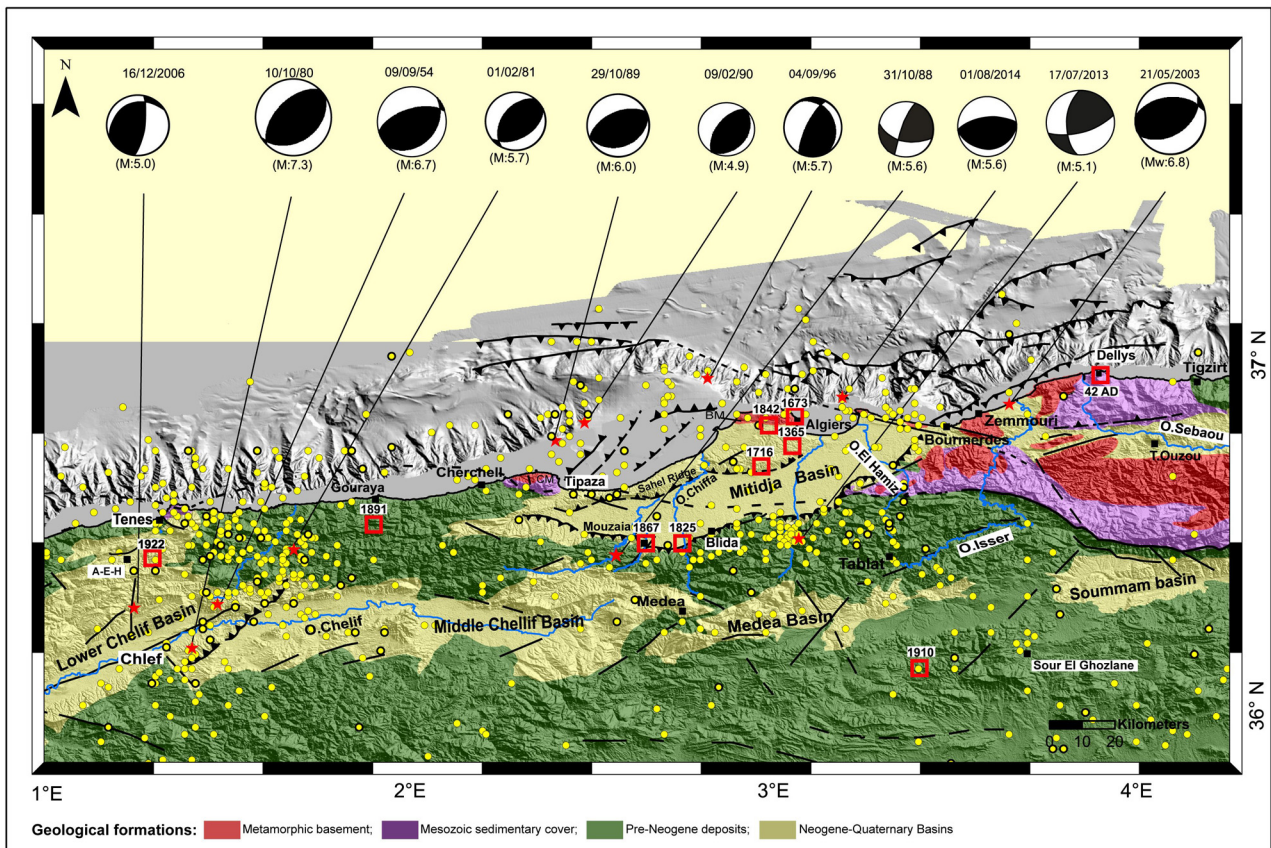 16/12/2006 10/10/80 09/09/54 01/02/81 29/10/89 09/02/90 04/09/96 31/10/88 01/08/2014 17/07/2013 21/05/2003
N
(M:5.0) (M:7.3) (M:6.7) (M:5.7) (M:6.0) (M:4.9) (M:5.7) (M:5.6) (M:5.6) (M:5.1) (Mw:6.8)
37° N
Dellys
Tigzirt
42 AD
1842 1673
BM
Algiers
Zemmouri
Bourmerdes
O.Sebaou
T.Ouzou
1365
1716
O.El Hamiz
Mitidja Basin
Sahel Ridge
O.Chiffa
Cherchell
CM
Tipaza
Gouraya
1891
Tenes
1922
A-E-H
Mouzaia
1867
1825
Blida
Tablat
O.Isser
Soummam basin
Lower Chelif Basin
O.Chelif
Middle Chellif Basin
Medea
Medea Basin
Chlef
1910
Sour El Ghozlane
36° N
Kilometers
0 10 20
1°E 2°E 3°E 4°E
Geological formations: Metamorphic basement; Mesozoic sedimentary cover; Pre-Neogene deposits; Neogene-Quaternary Basins